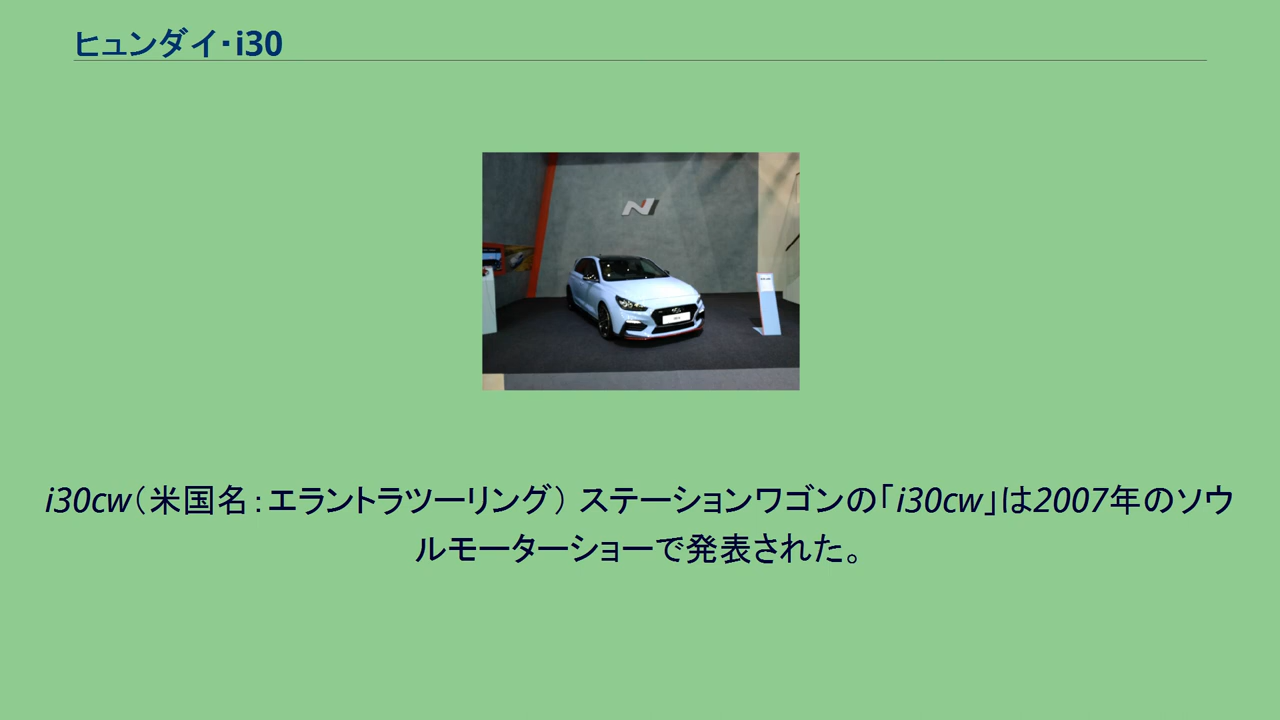 ヒュンダイ・i30
N
i30cw（米国名：エラントラツーリング） ステーションワゴンの「i30cw」は2007年のソウ
ルモーターショーで発表された。